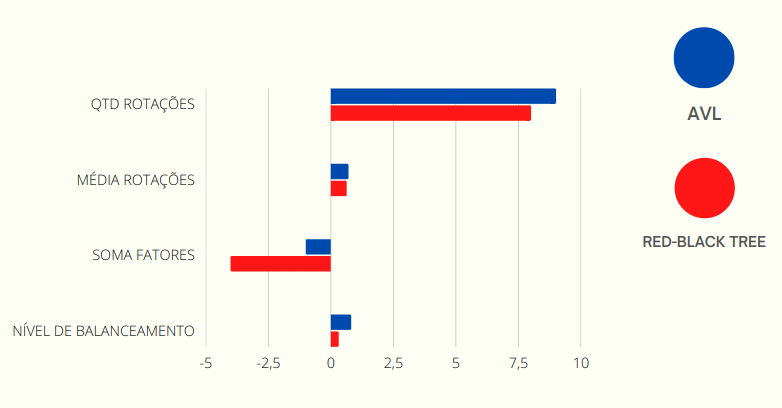 QTD ROTAÇÕES
MÉDIA ROTAÇÕES
SOMA FATORES
NÍVEL DE BALANCEAMENTO
-5 -2,5 0 2,5 5 7,5 10
AVL
RED-BLACK TREE